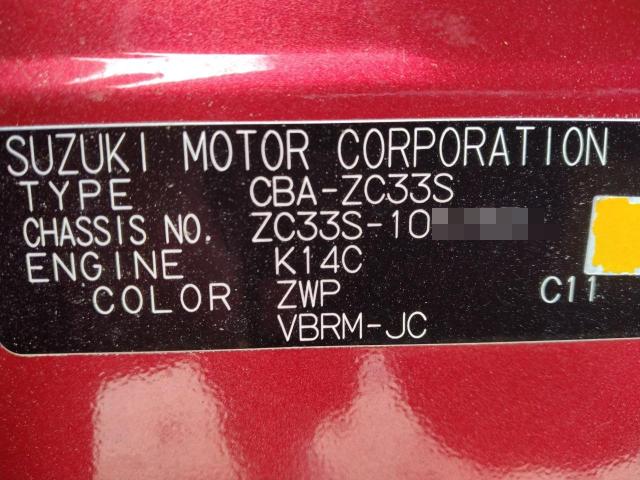 SUZUKI MOTOR CORPORATION
TYPE CBA-ZC33S
CHASSIS NO. ZC33S-10
ENGINE K14C
COLOR ZWP C11
VBRM-JC